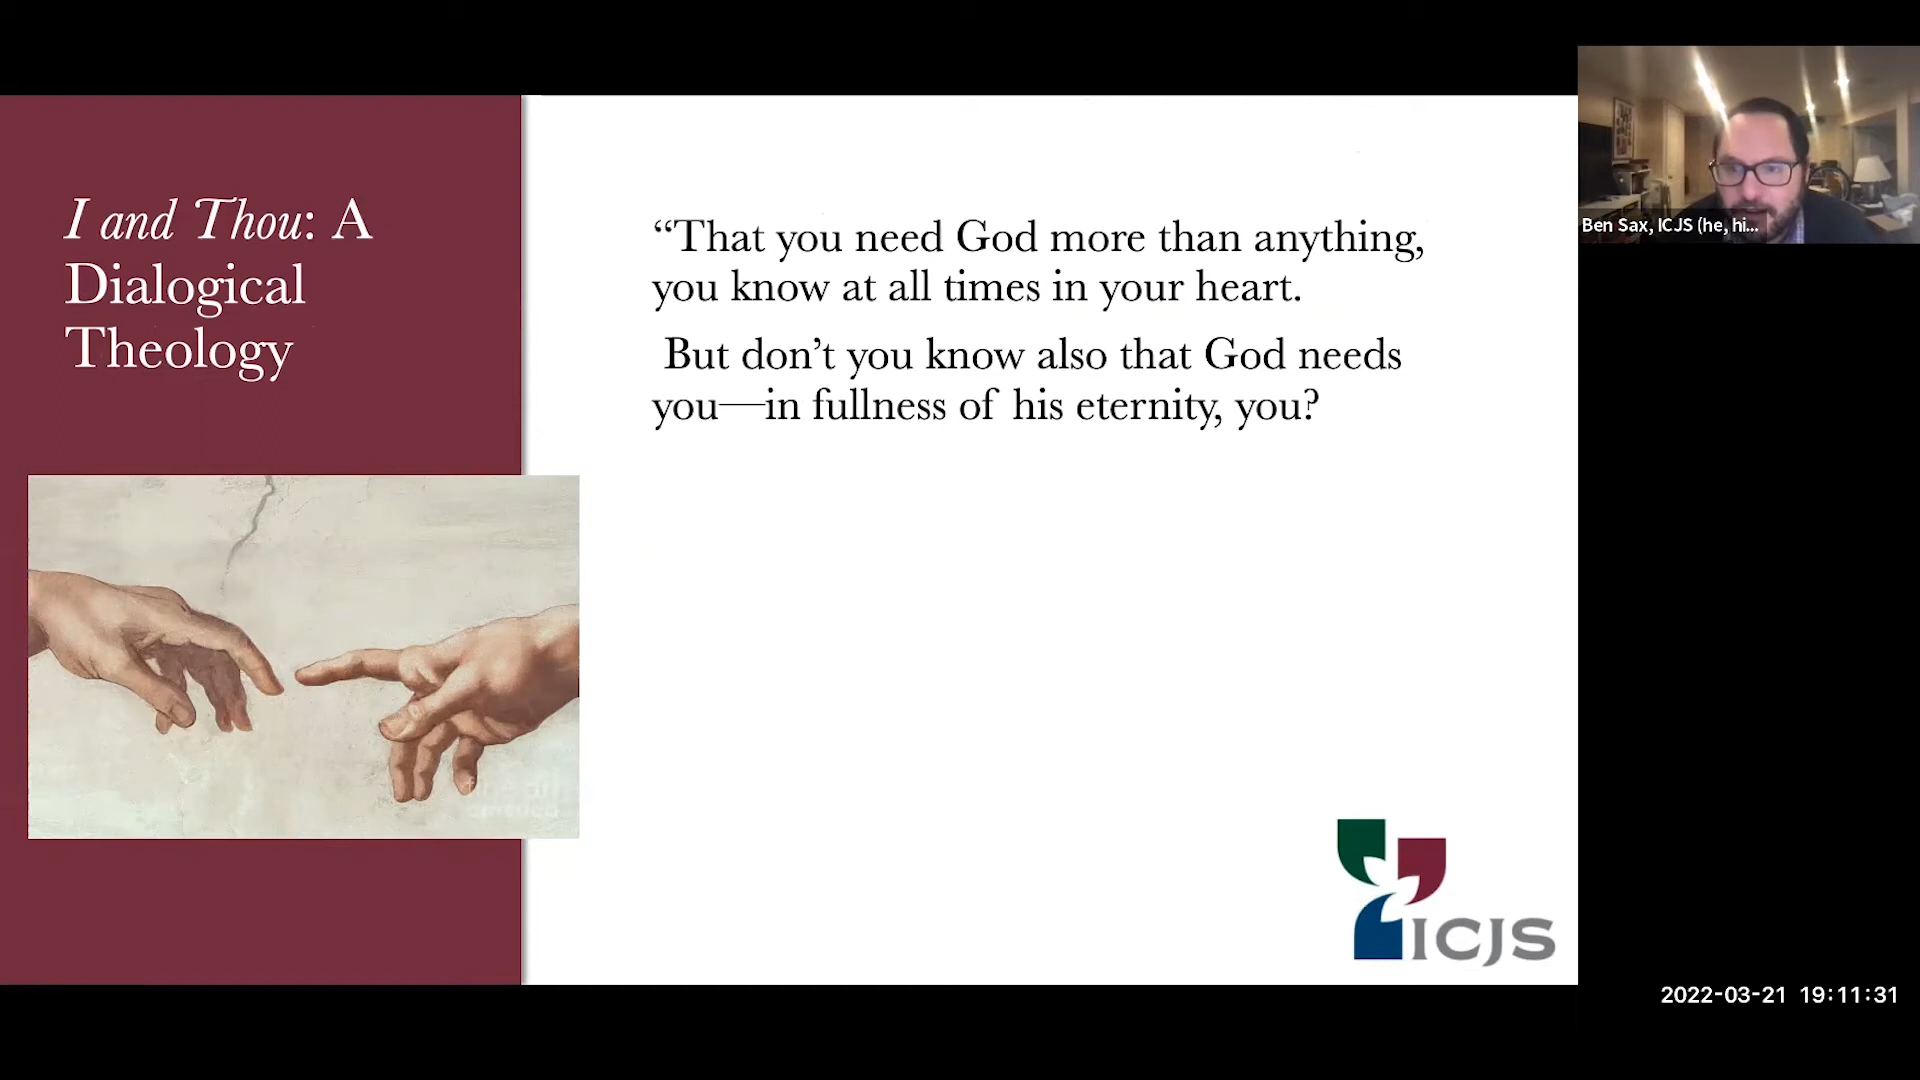 I and Thou: A
Dialogical
Theology
“That you need God more than anything,
you know at all times in your heart.
But don’t you know also that God needs
you—in fullness of his eternity, you?
ICJS
Ben Sax, ICJS (he, hi...
2022-03-21 19:11:31